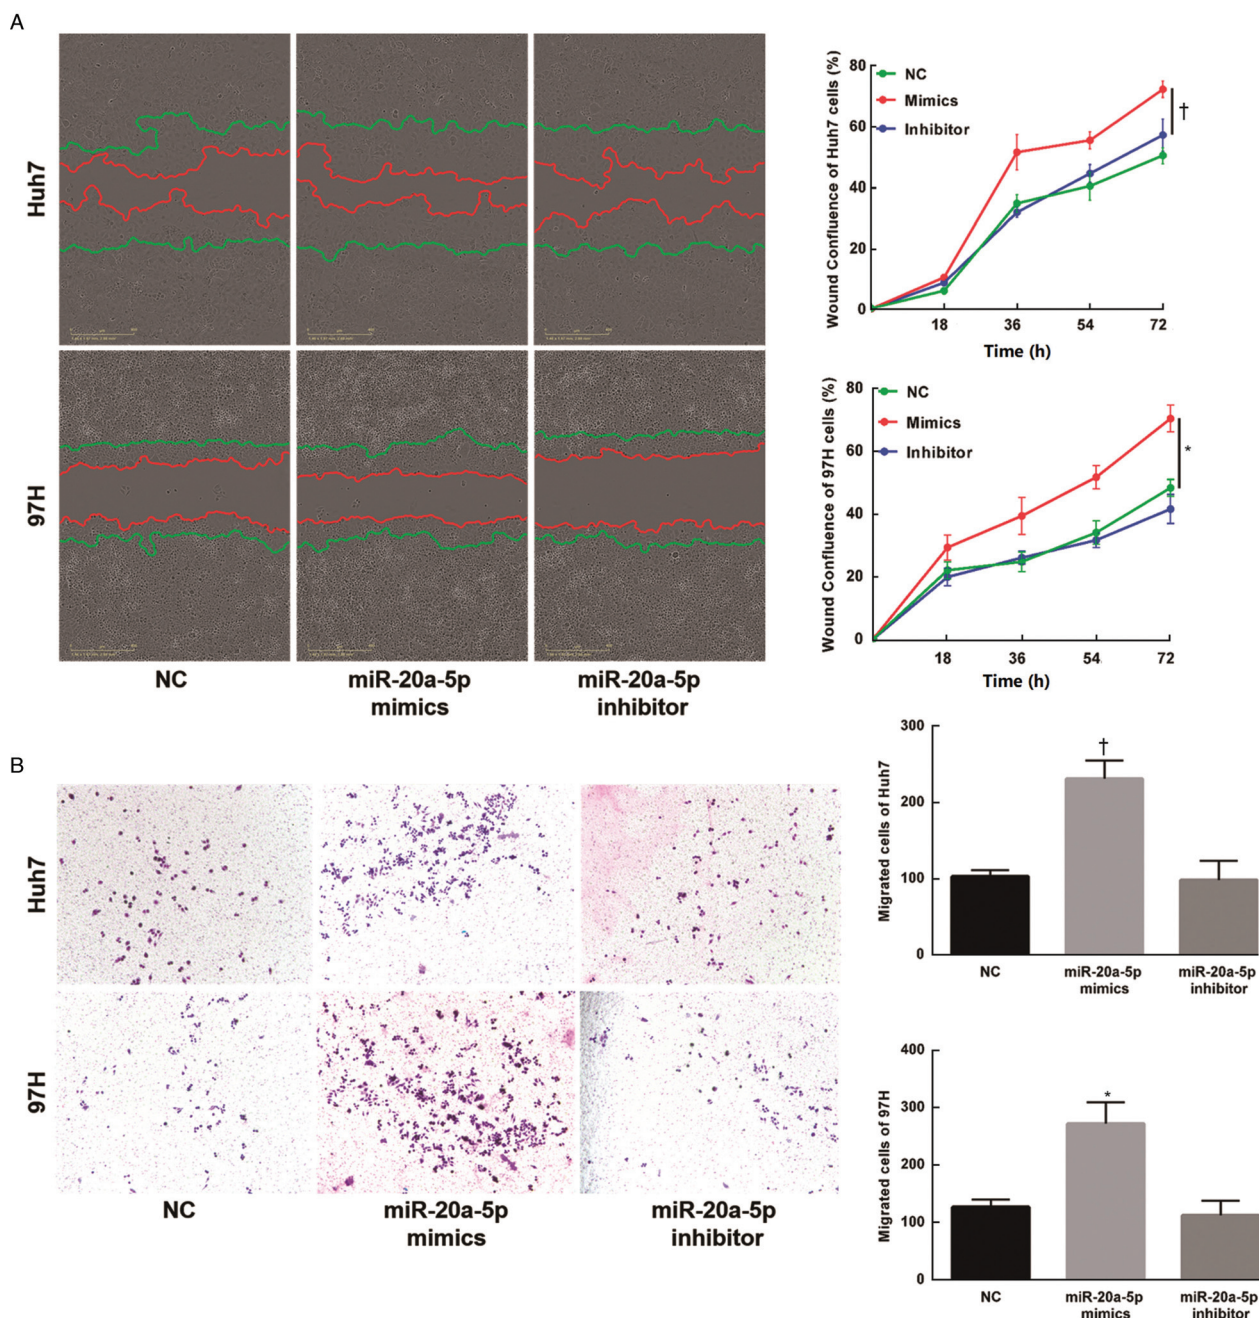 A
Huh7
97H
NC
miR-20a-5p
mimics
miR-20a-5p
inhibitor
Wound Confluence of Huh7 cells (%)
80
60
40
20
0
NC
Mimics
Inhibitor
†
18 36 54 72
Time (h)
Wound Confluence of 97H cells (%)
80
60
40
20
0
NC
Mimics
Inhibitor
*
18 36 54 72
Time (h)
B
Huh7
97H
NC
miR-20a-5p
mimics
miR-20a-5p
inhibitor
Migrated cells of Huh7
300
200
100
0
†
NC
miR-20a-5p
mimics
miR-20a-5p
inhibitor
Migrated cells of 97H
400
300
200
100
0
*
NC
miR-20a-5p
mimics
miR-20a-5p
inhibitor